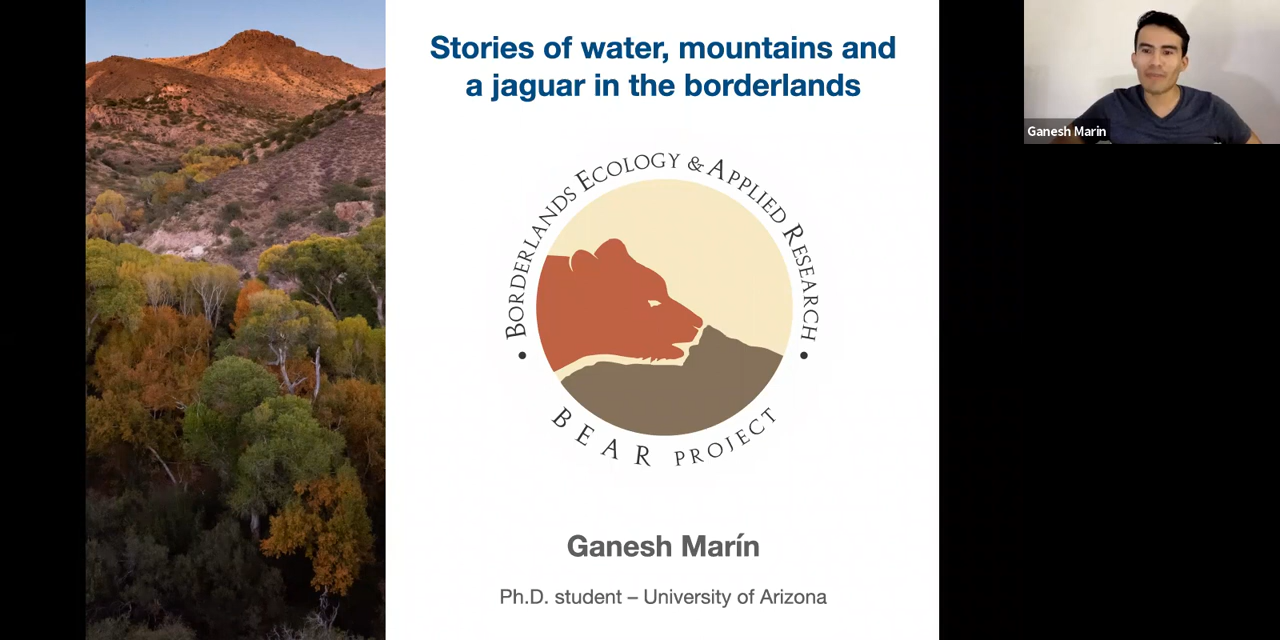 Stories of water, mountains and
a jaguar in the borderlands
BORDERLANDS ECOLOGY & APPLIED RESEARCH
• BEAR PROJECT •
Ganesh Marín
Ph.D. student – University of Arizona
Ganesh Marin